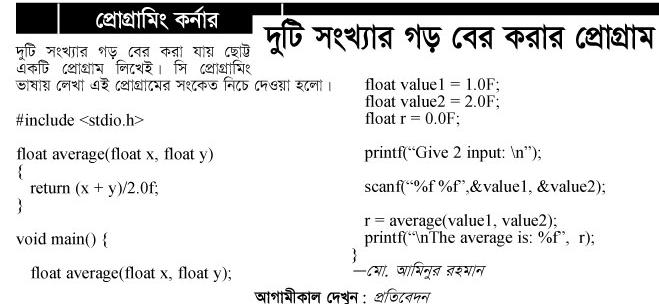 প্রোগ্রামিং কর্নার
দুটি সংখ্যার গড় বের করার প্রোগ্রাম
দুটি সংখ্যার গড় বের করা যায় ছোট্ট
একটি প্রোগ্রাম লিখেই। সি প্রোগ্রামিং
ভাষায় লেখা এই প্রোগ্রামের সংকেত নিচে দেওয়া হলো।
#include <stdio.h>
float average(float x, float y)
{
return (x + y)/2.0f;
}
void main() {
float average(float x, float y);
float value1 = 1.0F;
float value2 = 2.0F;
float r = 0.0F;
printf(“Give 2 input: \n”);
scanf(“%f %f”,&value1, &value2);
r = average(value1, value2);
printf(“\nThe average is: %f”, r);
}
—মো. আমিনুর রহমান
আগামীকাল দেখুন : প্রতিবেদন